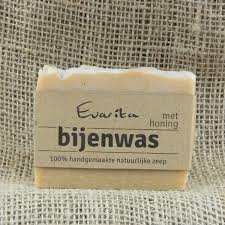 Evarita
met
honing
bijenwas
100% handgemaakte natuurlijke zeep